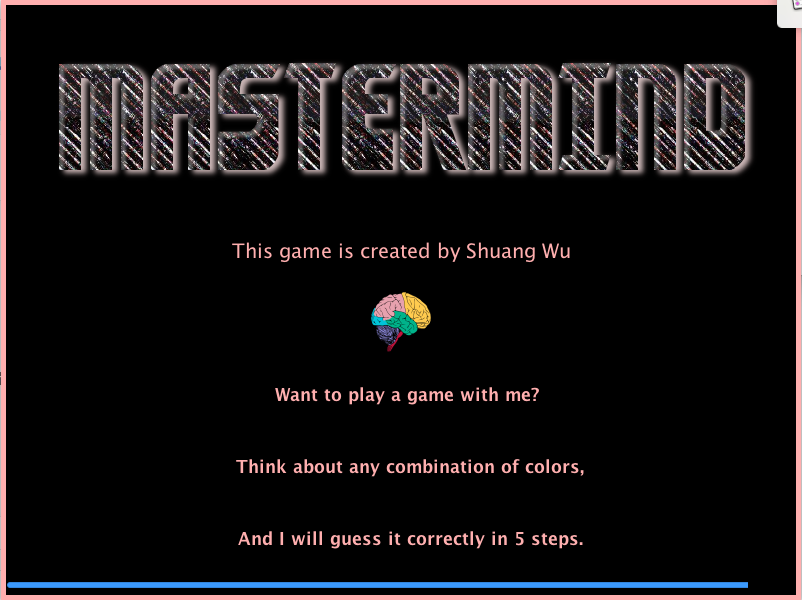 MASTERMIND
This game is created by Shuang Wu
Want to play a game with me?
Think about any combination of colors,
And I will guess it correctly in 5 steps.